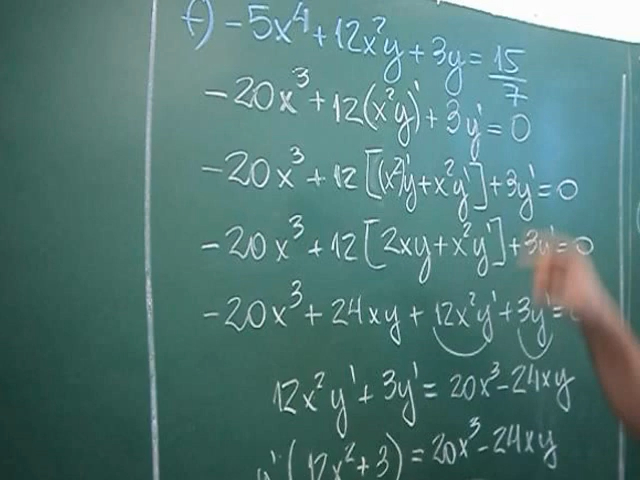 f) -5x⁴ + 12x²y + 3y = 15/7
-20x³ + 12(x²y)' + 3y' = 0
-20x³ + 12[(x²)'y + x²y'] + 3y' = 0
-20x³ + 12[2xy + x²y'] + 3y' = 0
-20x³ + 24xy + 12x²y' + 3y' =
12x²y' + 3y' = 20x³ - 24xy
y'(12x² + 3) = 20x³ - 24xy